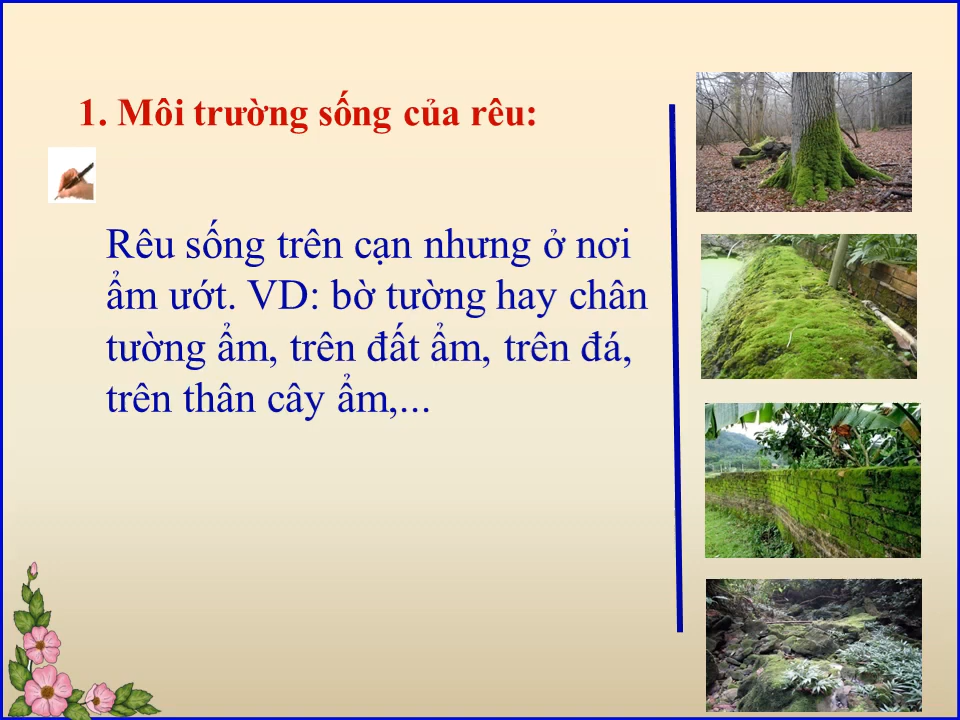 1. Môi trường sống của rêu:
Rêu sống trên cạn nhưng ở nơi
ẩm ướt. VD: bờ tường hay chân
tường ẩm, trên đất ẩm, trên đá,
trên thân cây ẩm,...